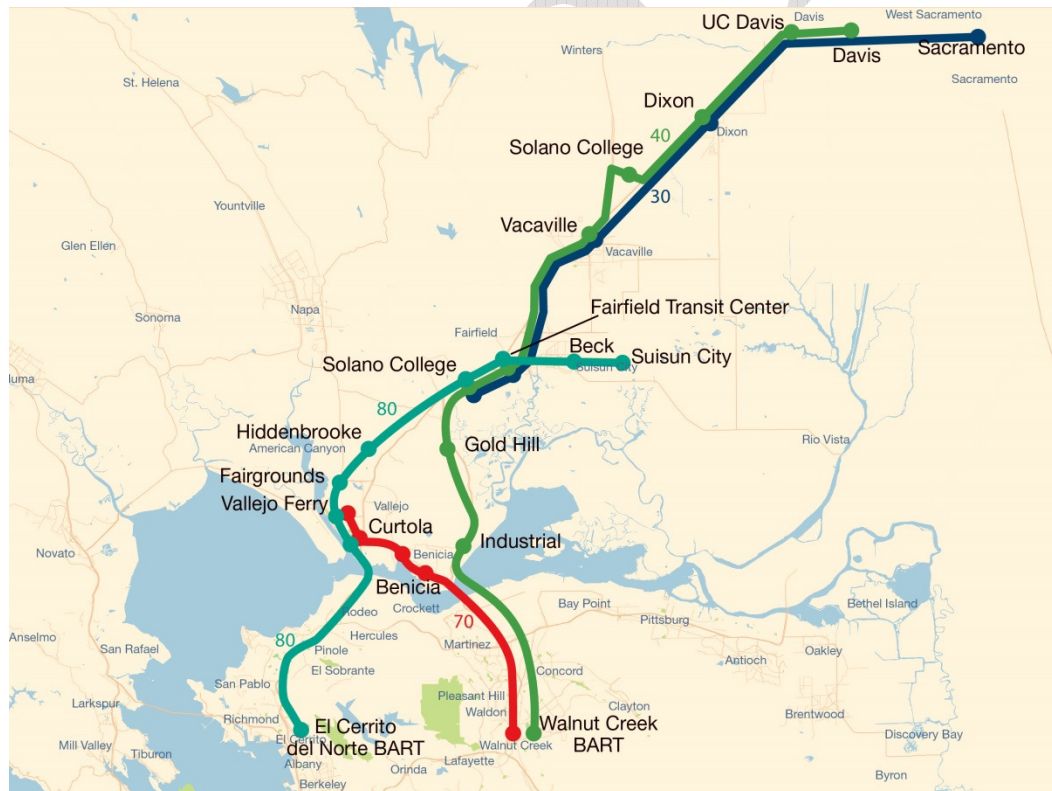 Davis
West Sacramento
UC Davis
Winters
Davis
Sacramento
St. Helena
Sacramento
Dixon
40
Dixon
Solano College
30
Yountville
Vacaville
Glen Ellen
Vacaville
Fairfield Transit Center
Napa
Sonoma
Fairfield
Beck
Suisun City
Solano College
Suisun City
luma
80
Hiddenbrooke
American Canyon
Gold Hill
Rio Vista
Fairgrounds
Vallejo Ferry
Vallejo
Curtola
Industrial
Novato
Benicia
Benicia
Rodeo
Crockett
Bay Point
Bethel Island
70
Pittsburg
Anselmo
Hercules
Martinez
80
San Rafael
Pinole
Oakley
El Sobrante
Antioch
Concord
San Pablo
Pleasant Hill
Larkspur
Waldon
Clayton
Brentwood
Richmond
El Cerrito
del Norte BART
Walnut Creek
BART
El Cerrito
Discovery Bay
Mill Valley
Tiburon
Albany
Walnut Creek
Lafayette
Orinda
Byron
Berkeley